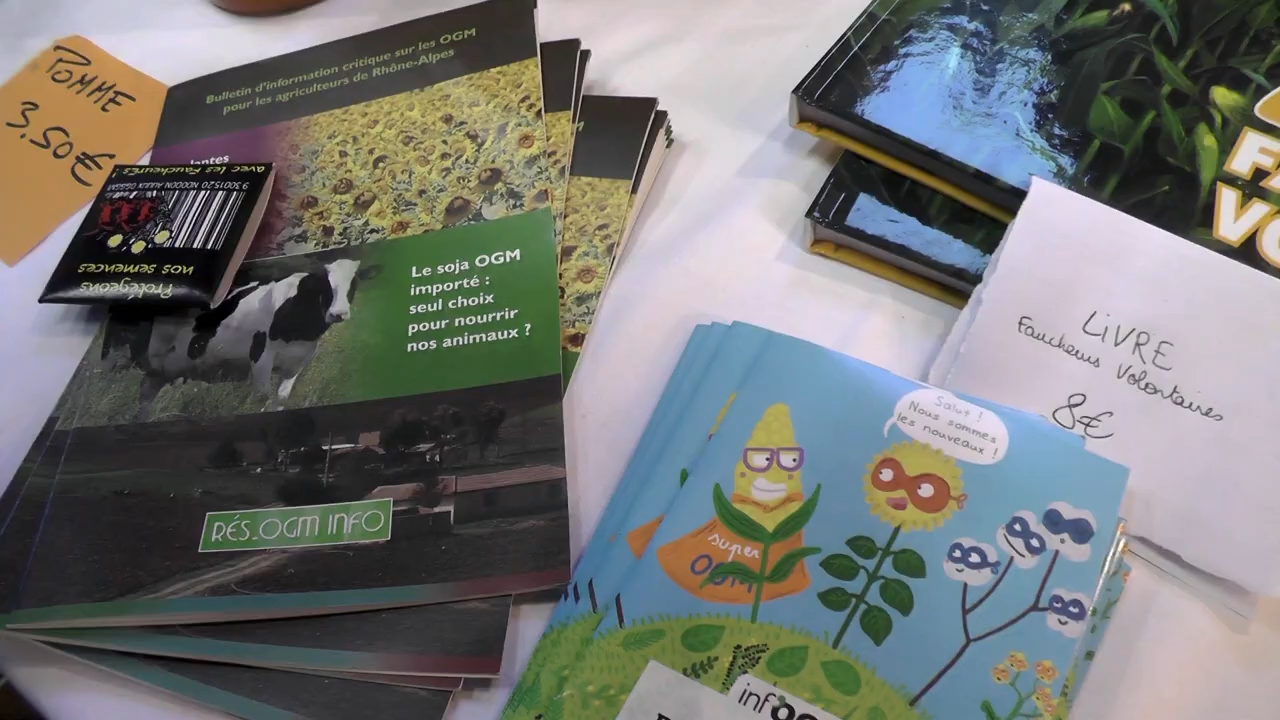 POMME
3,50€
Bulletin d'information critique sur les OGM
pour les agriculteurs de Rhône-Alpes
avec les Faucheurs !
Protégeons
nos semences
Le soja OGM
importé :
seul choix
pour nourrir
nos animaux ?
RÉS_OGM INFO
LiVRE
Faucheurs Volontaires
8€
Salut !
Nous sommes
les nouveaux !
super
OGM